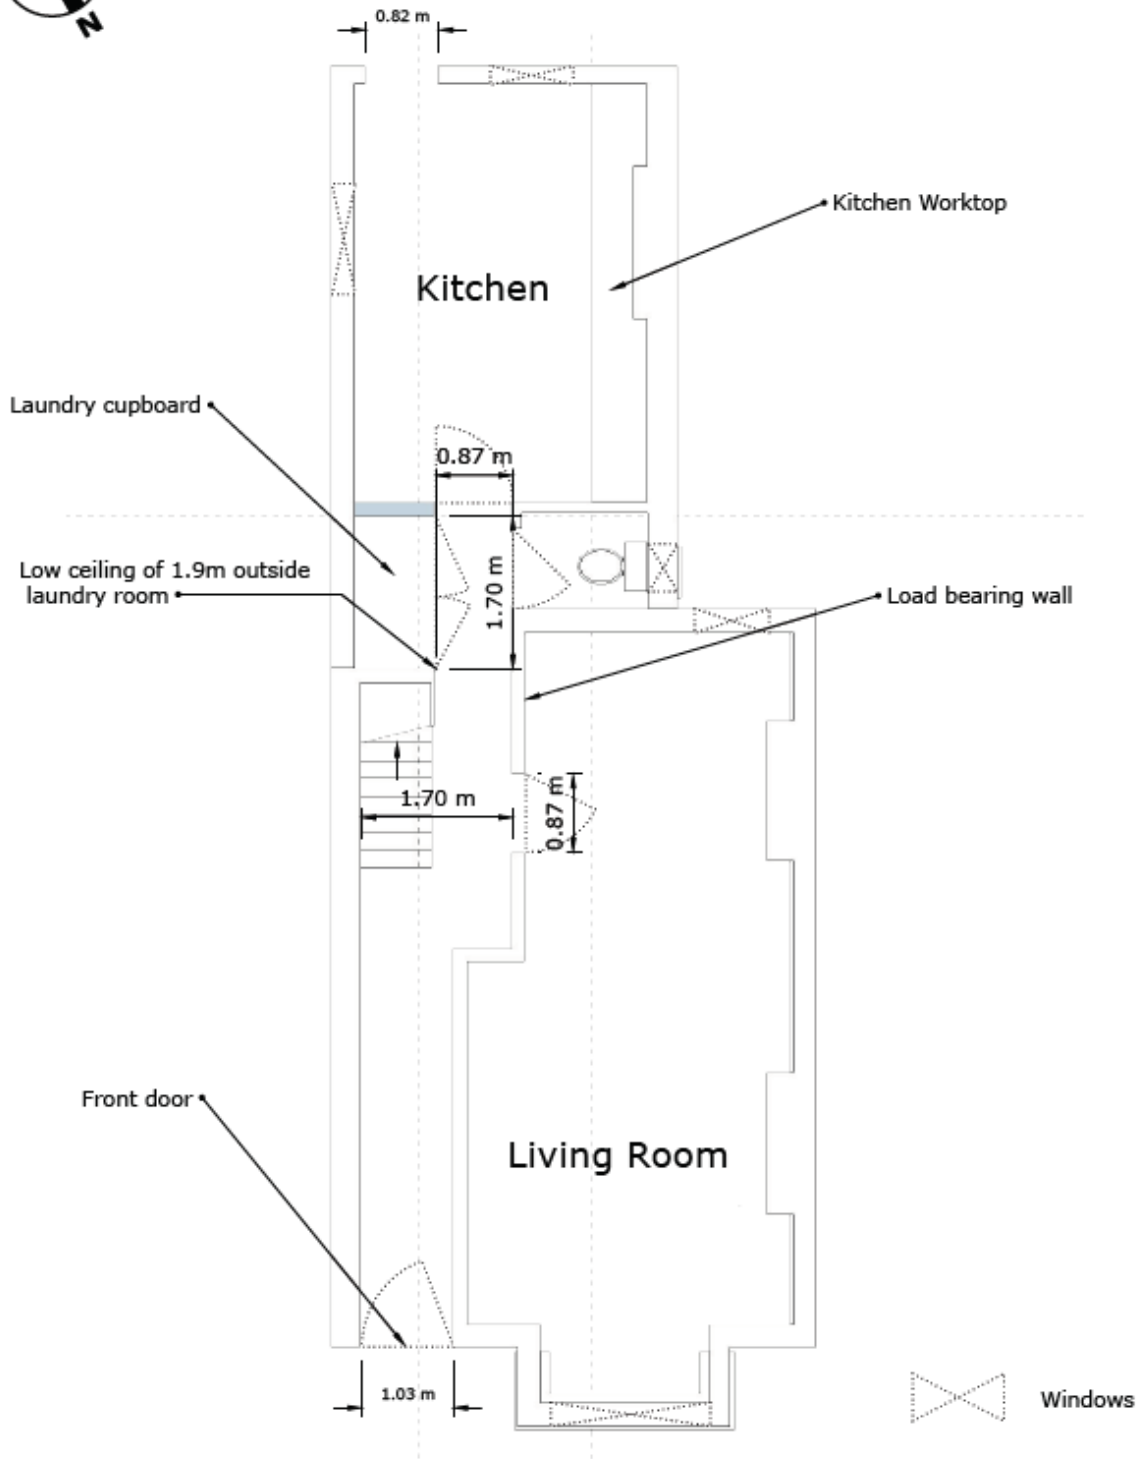 N
0.82 m
Kitchen Worktop
Kitchen
Laundry cupboard
0.87 m
Low ceiling of 1.9m outside
laundry room
1.70 m
Load bearing wall
1.70 m
0.87 m
Front door
Living Room
1.03 m
Windows